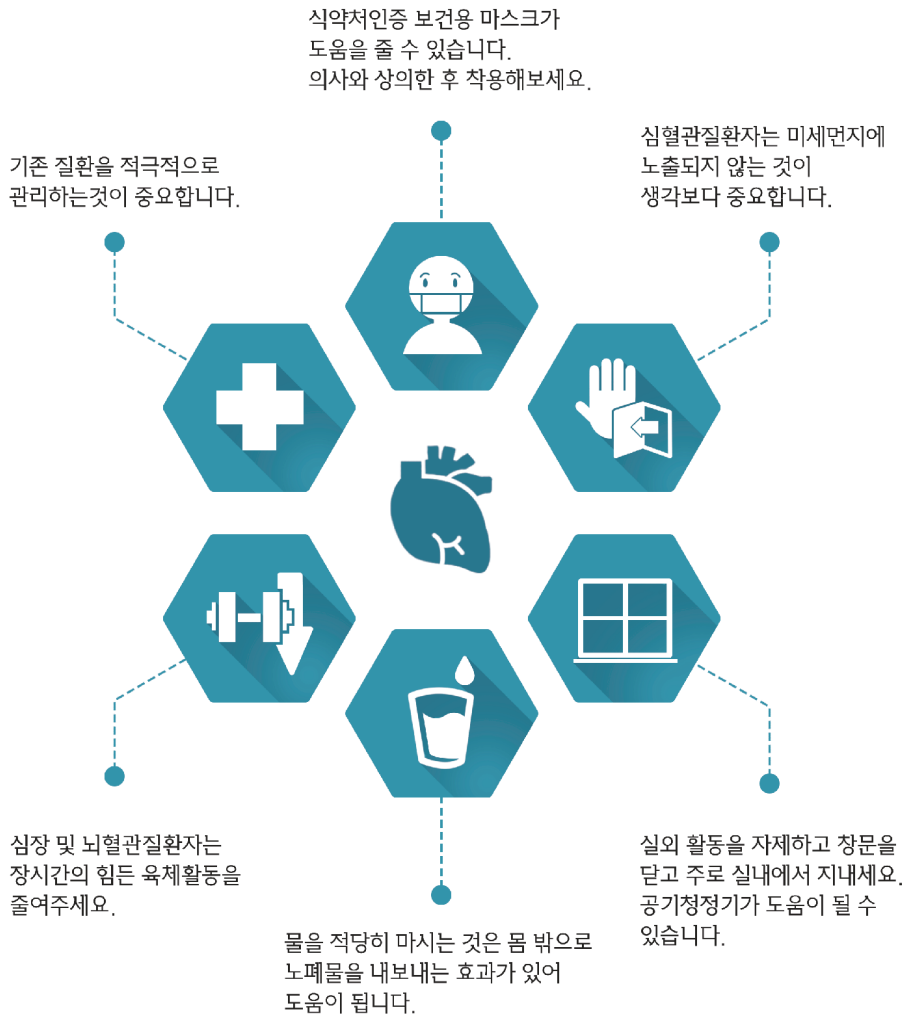 식약처인증 보건용 마스크가
도움을 줄 수 있습니다.
의사와 상의한 후 착용해보세요.
기존 질환을 적극적으로
관리하는것이 중요합니다.
심혈관질환자는 미세먼지에
노출되지 않는 것이
생각보다 중요합니다.
심장 및 뇌혈관질환자는
장시간의 힘든 육체활동을
줄여주세요.
물을 적당히 마시는 것은 몸 밖으로
노폐물을 내보내는 효과가 있어
도움이 됩니다.
실외 활동을 자제하고 창문을
닫고 주로 실내에서 지내세요.
공기청정기가 도움이 될 수
있습니다.